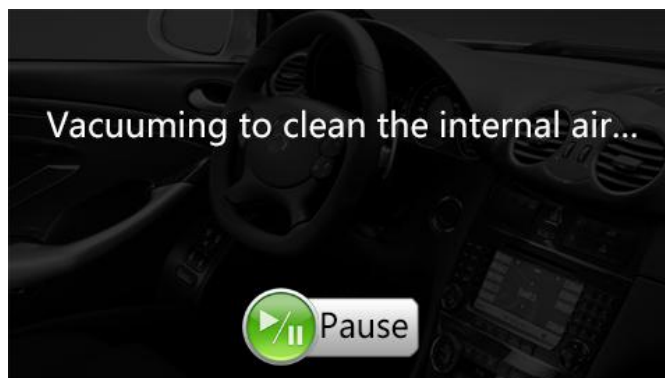 Vacuuming to clean the internal air...
Pause